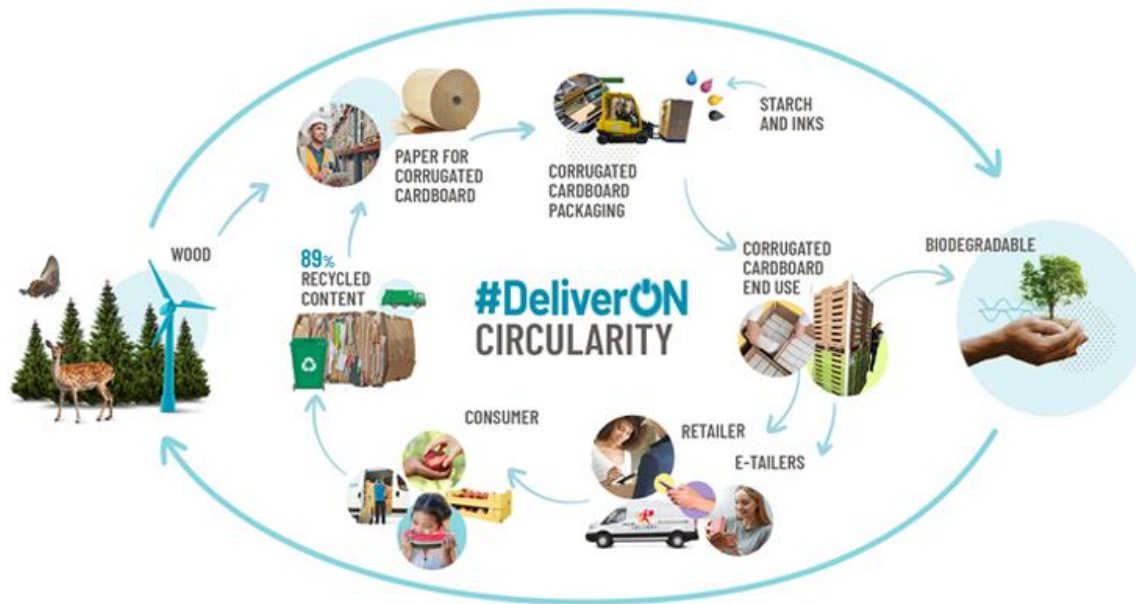 STARCH
AND INKS
PAPER FOR
CORRUGATED
CARDBOARD
CORRUGATED
CARDBOARD
PACKAGING
WOOD
89%
RECYCLED
CONTENT
CORRUGATED
CARDBOARD
END USE
BIODEGRADABLE
#DeliverON
CIRCULARITY
CONSUMER
RETAILER
E-TAILERS